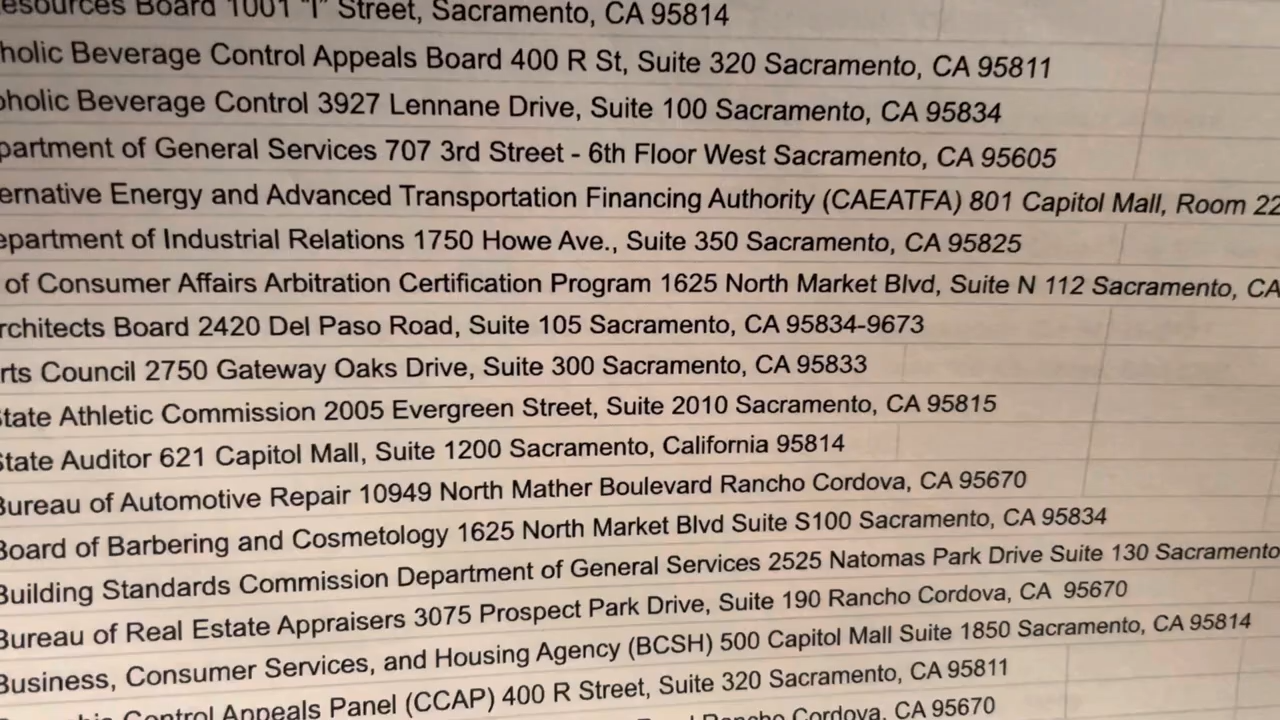 Board 1001 "I" Street, Sacramento, CA 95814
Beverage Control Appeals Board 400 R St, Suite 320 Sacramento, CA 95811
Beverage Control 3927 Lennane Drive, Suite 100 Sacramento, CA 95834
of General Services 707 3rd Street - 6th Floor West Sacramento, CA 95605
Energy and Advanced Transportation Financing Authority (CAEATFA) 801 Capitol Mall, Room 22
of Industrial Relations 1750 Howe Ave., Suite 350 Sacramento, CA 95825
of Consumer Affairs Arbitration Certification Program 1625 North Market Blvd, Suite N 112 Sacramento, CA
rchitects Board 2420 Del Paso Road, Suite 105 Sacramento, CA 95834-9673
rts Council 2750 Gateway Oaks Drive, Suite 300 Sacramento, CA 95833
State Athletic Commission 2005 Evergreen Street, Suite 2010 Sacramento, CA 95815
State Auditor 621 Capitol Mall, Suite 1200 Sacramento, California 95814
Bureau of Automotive Repair 10949 North Mather Boulevard Rancho Cordova, CA 95670
Board of Barbering and Cosmetology 1625 North Market Blvd Suite S100 Sacramento, CA 95834
Building Standards Commission Department of General Services 2525 Natomas Park Drive Suite 130 Sacramento
Bureau of Real Estate Appraisers 3075 Prospect Park Drive, Suite 190 Rancho Cordova, CA 95670
Business, Consumer Services, and Housing Agency (BCSH) 500 Capitol Mall Suite 1850 Sacramento, CA 95814
Control Appeals Panel (CCAP) 400 R Street, Suite 320 Sacramento, CA 95811
Rancho Cordova, CA 95670